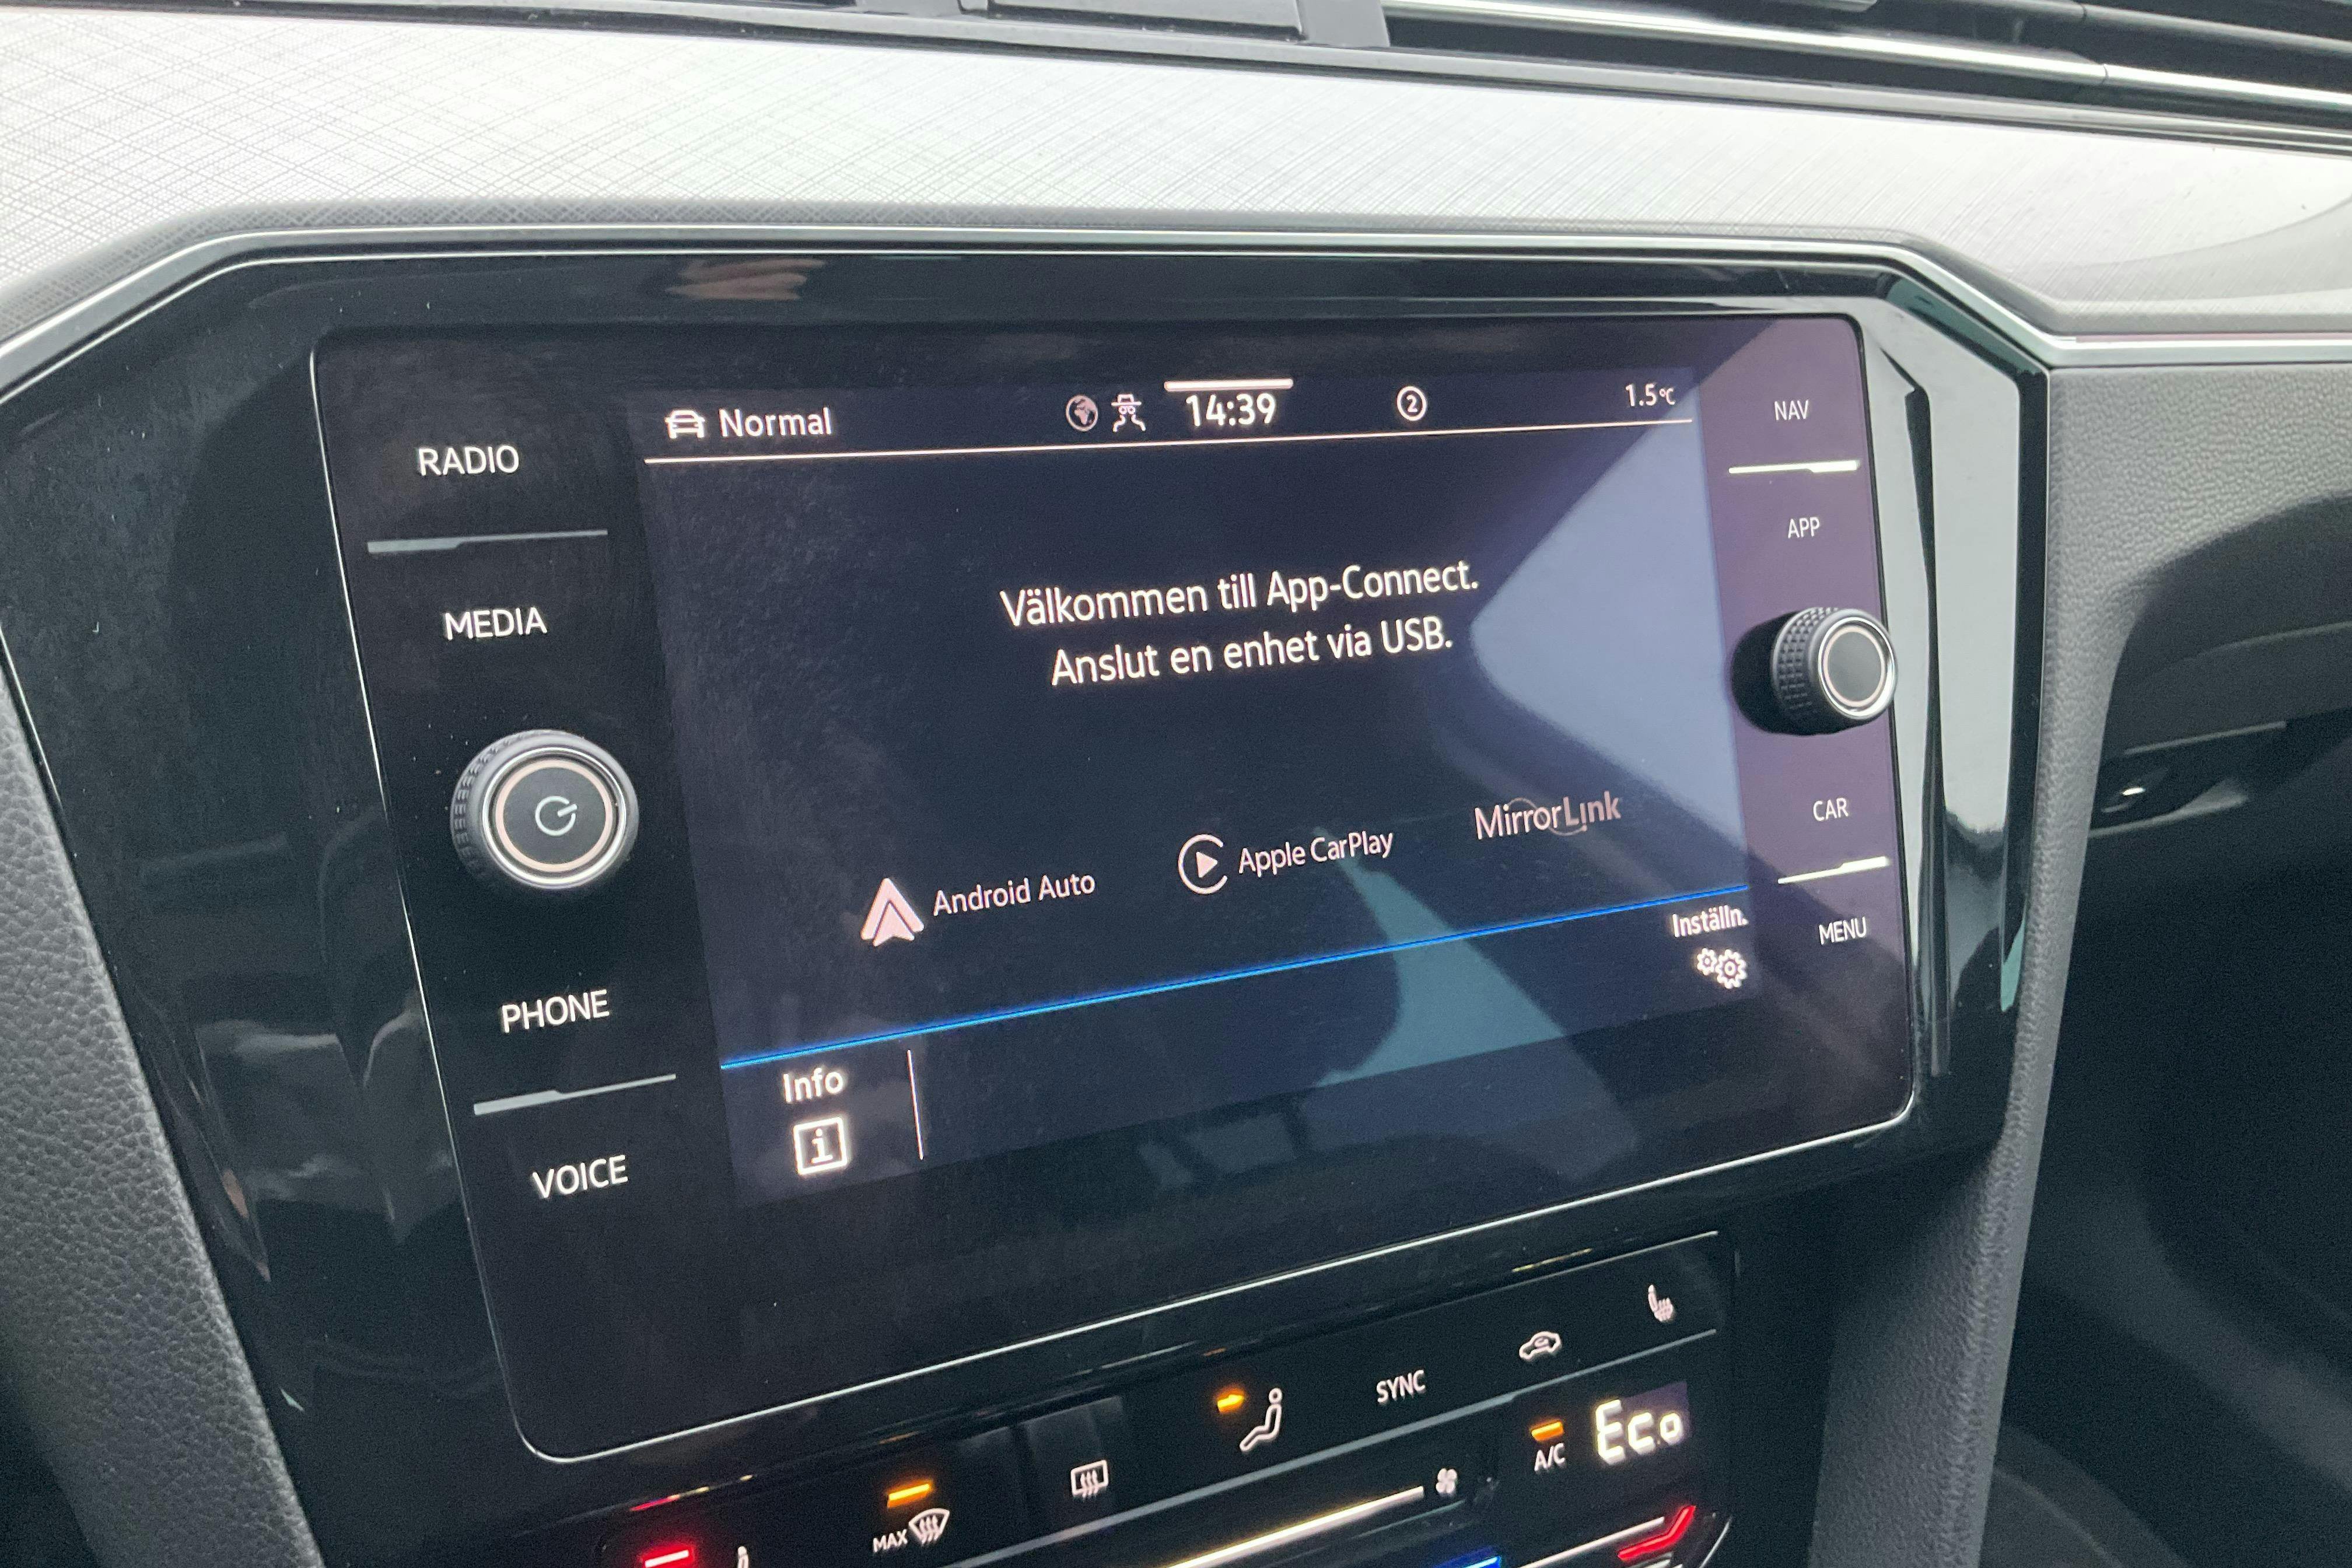 Normal
14:39
2
1.5°C
RADIO
MEDIA
PHONE
VOICE
Välkommen till App-Connect.
Anslut en enhet via USB.
Android Auto
Apple CarPlay
MirrorLink
Inställn.
Info
i
NAV
APP
CAR
MENU
SYNC
MAX
A/C
Eco